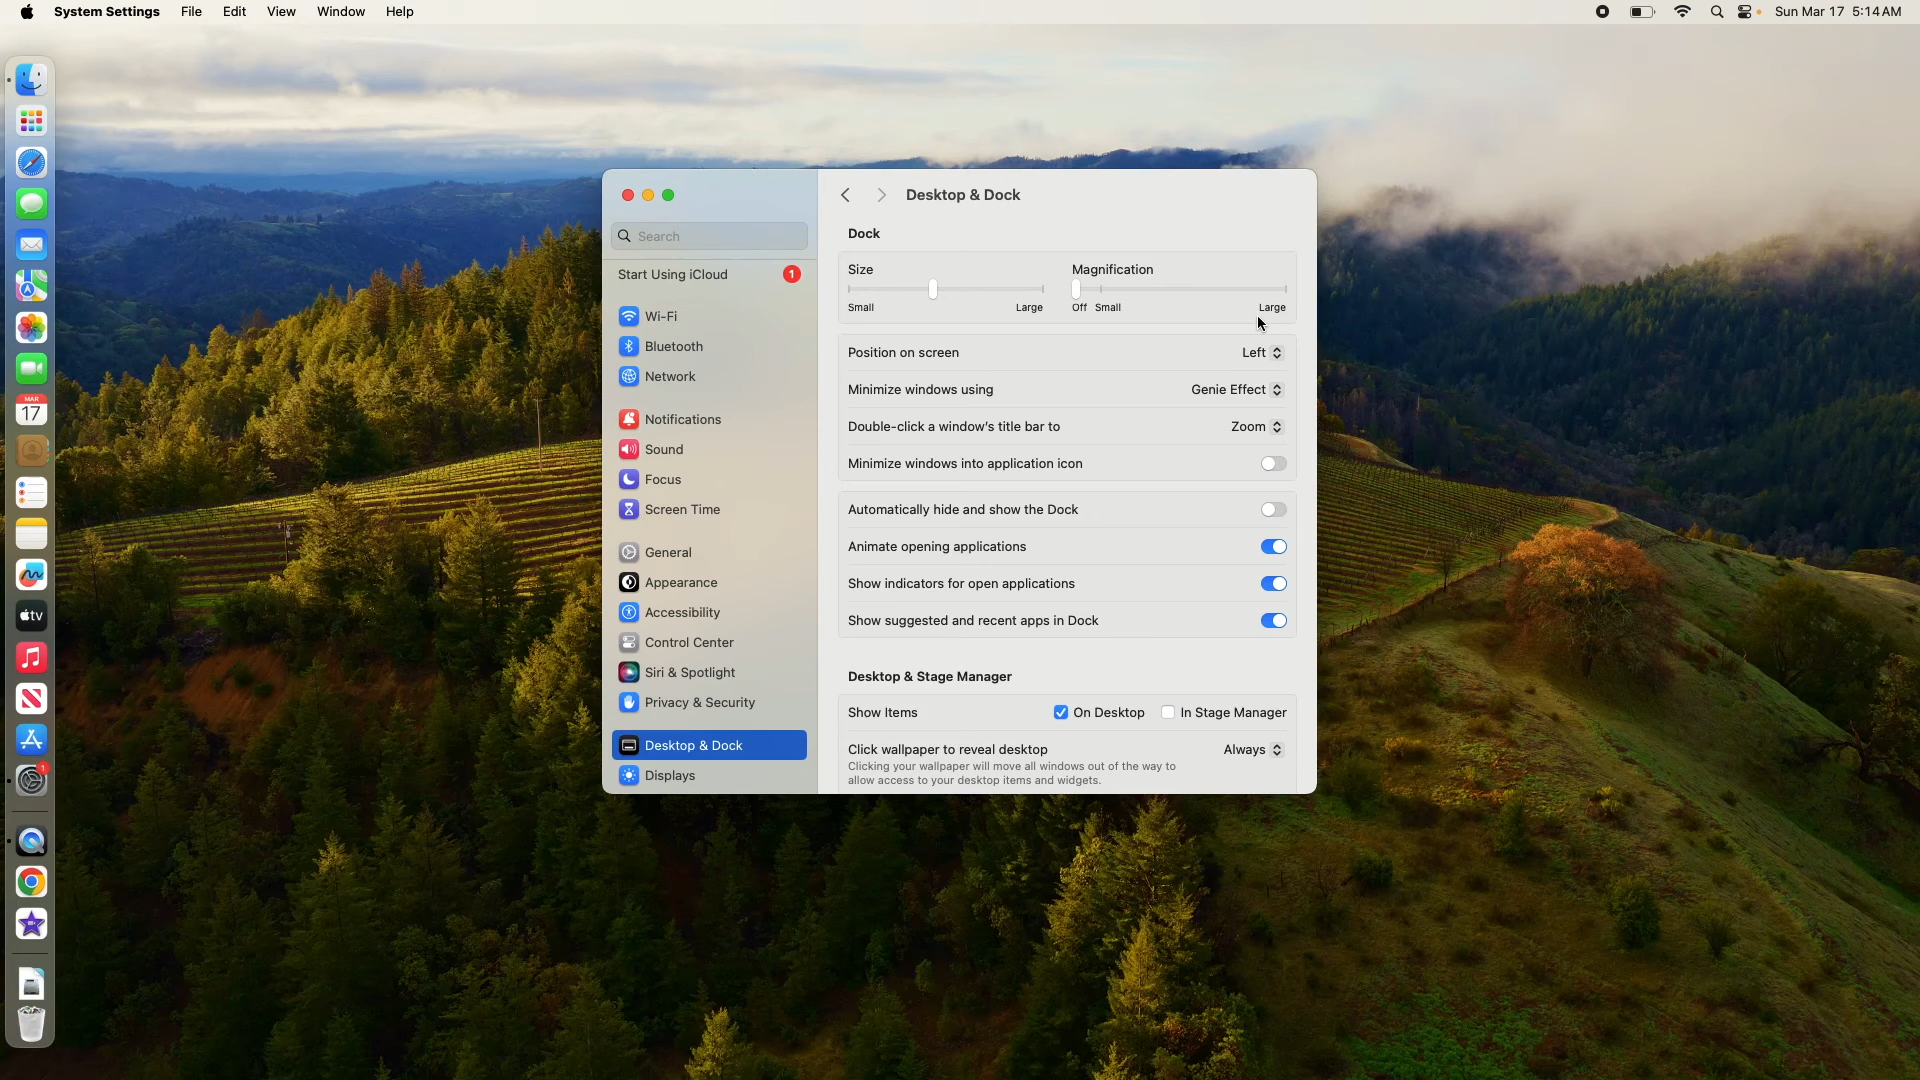 System Settings File Edit View Window Help Sun Mar 17 5:14 AM
MAR
17
tv
1
Search
Start Using iCloud 1
Wi-Fi
Bluetooth
Network
Notifications
Sound
Focus
Screen Time
General
Appearance
Accessibility
Control Center
Siri & Spotlight
Privacy & Security
Desktop & Dock
Displays
Desktop & Dock
Dock
Size Magnification
Small Large Off Small Large
Position on screen Left
Minimize windows using Genie Effect
Double-click a window's title bar to Zoom
Minimize windows into application icon
Automatically hide and show the Dock
Animate opening applications
Show indicators for open applications
Show suggested and recent apps in Dock
Desktop & Stage Manager
Show Items On Desktop In Stage Manager
Click wallpaper to reveal desktop Always
Clicking your wallpaper will move all windows out of the way to
allow access to your desktop items and widgets.